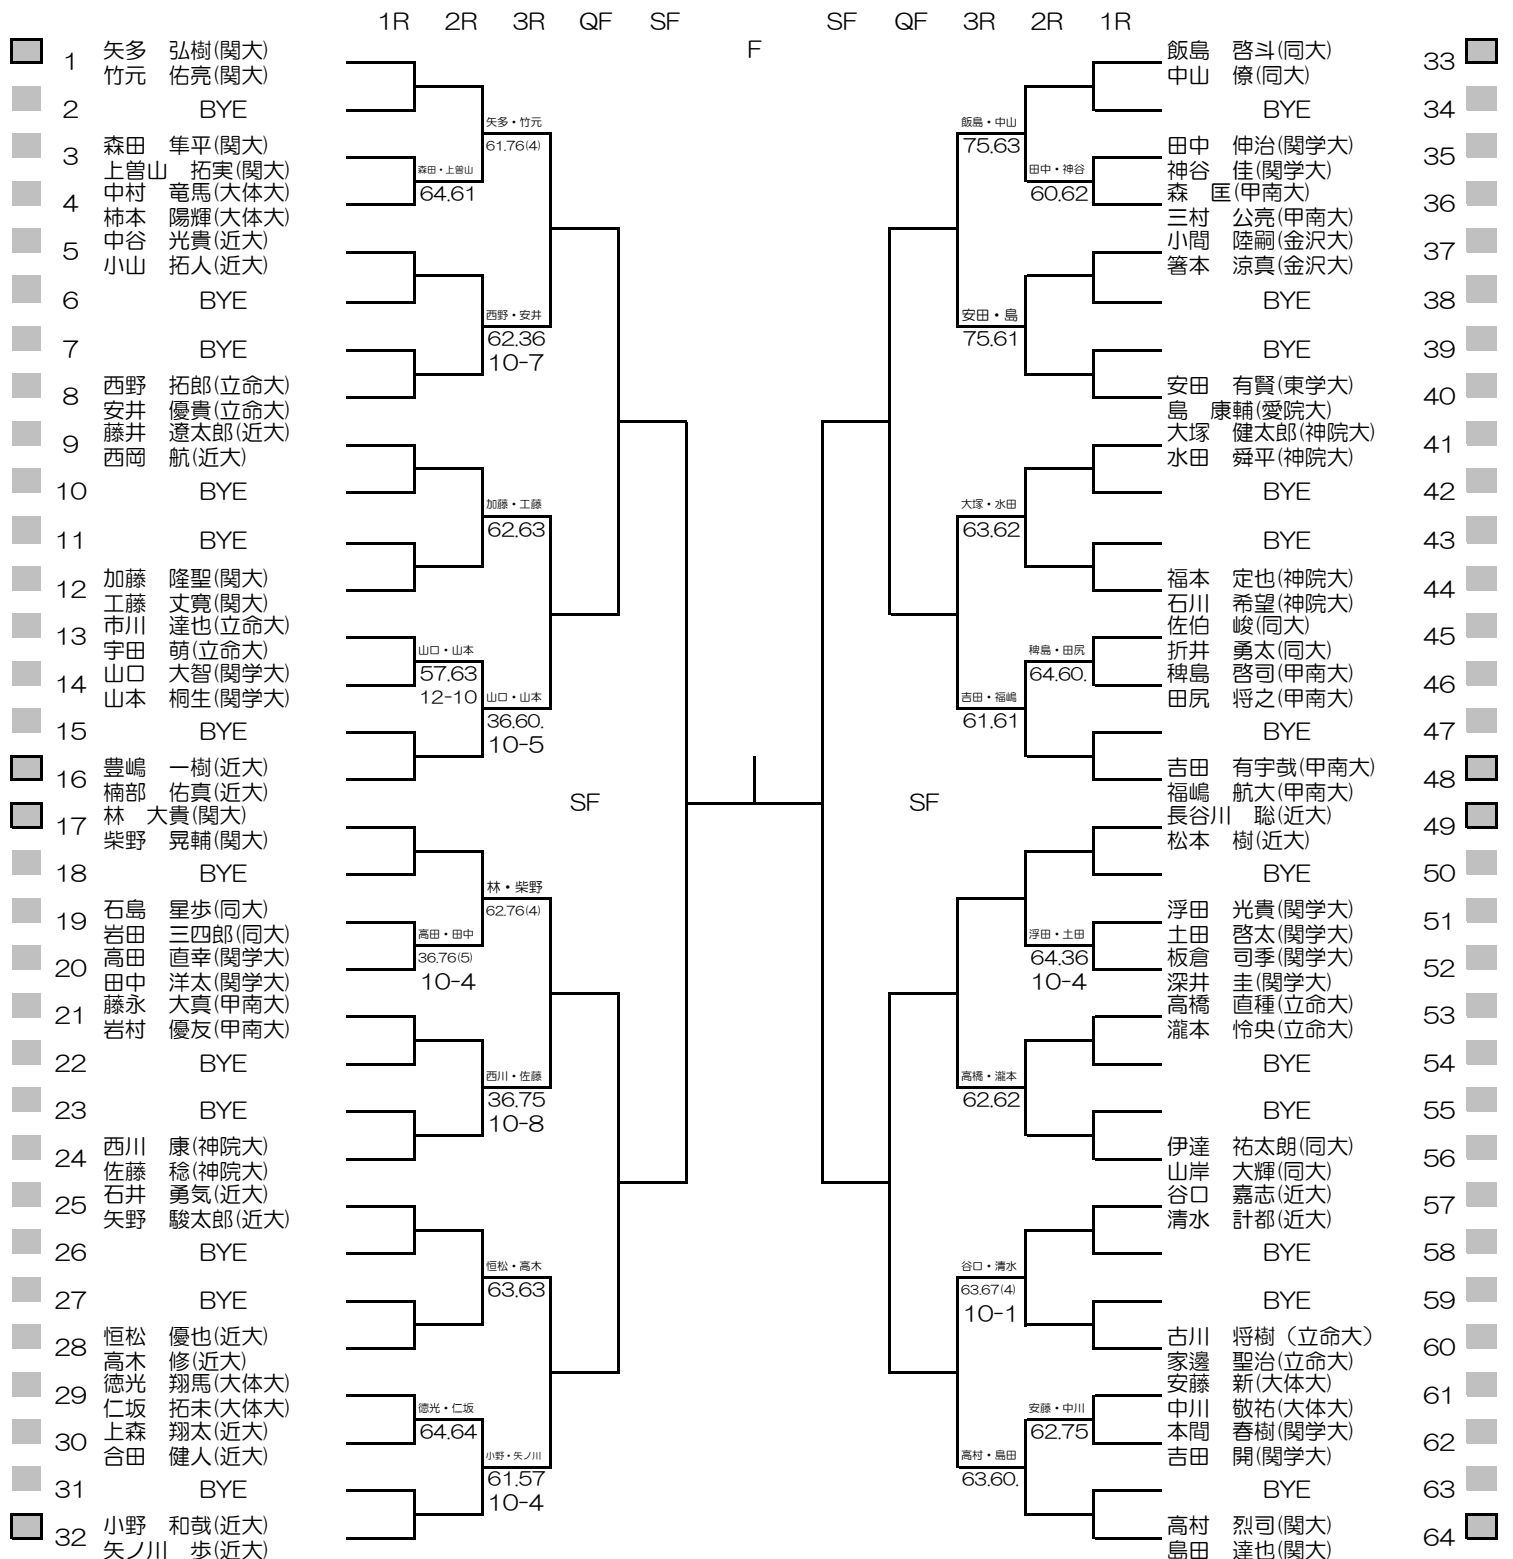 1R 2R 3R QF SF F SF QF 3R 2R 1R
1 矢多　弘樹(関大)
竹元　佑亮(関大)
2 BYE
3 森田　隼平(関大)
上曽山　拓実(関大)
4 中村　竜馬(大体大)
柿本　陽輝(大体大)
5 中谷　光貴(近大)
小山　拓人(近大)
6 BYE
7 BYE
8 西野　拓郎(立命大)
安井　優貴(立命大)
9 藤井　遼太郎(近大)
西岡　航(近大)
10 BYE
11 BYE
12 加藤　隆聖(関大)
工藤　丈寛(関大)
13 市川　達也(立命大)
宇田　萌(立命大)
14 山口　大智(関学大)
山本　桐生(関学大)
15 BYE
16 豊嶋　一樹(近大)
楠部　佑真(近大)
17 林　大貴(関大)
柴野　晃輔(関大)
18 BYE
19 石島　星歩(同大)
岩田　三四郎(同大)
20 高田　直幸(関学大)
田中　洋太(関学大)
21 藤永　大真(甲南大)
岩村　優友(甲南大)
22 BYE
23 BYE
24 西川　康(神院大)
佐藤　稔(神院大)
25 石井　勇気(近大)
矢野　駿太郎(近大)
26 BYE
27 BYE
28 恒松　優也(近大)
高木　修(近大)
29 徳光　翔馬(大体大)
仁坂　拓未(大体大)
30 上森　翔太(近大)
合田　健人(近大)
31 BYE
32 小野　和哉(近大)
矢ノ川　歩(近大)
森田・上曽山
64.61
山口・山本
57.63
12-10
高田・田中
36.76(5)
10-4
徳光・仁坂
64.64
矢多・竹元
61.76(4)
西野・安井
62.36
10-7
加藤・工藤
62.63
山口・山本
36.60.
10-5
林・柴野
62.76(4)
西川・佐藤
36.75
10-8
恒松・高木
63.63
小野・矢ノ川
61.57
10-4
SF
SF
飯島・中山
75.63
安田・島
75.61
大塚・水田
63.62
吉田・福嶋
61.61
高橋・瀧本
62.62
谷口・清水
63.67(4)
10-1
高村・島田
63.60.
田中・神谷
60.62
稗島・田尻
64.60.
浮田・土田
64.36
10-4
安藤・中川
62.75
飯島　啓斗(同大) 33
中山　僚(同大)
BYE 34
田中　伸治(関学大) 35
神谷　佳(関学大)
森　匡(甲南大) 36
三村　公亮(甲南大)
小間　陸嗣(金沢大) 37
箸本　涼真(金沢大)
BYE 38
BYE 39
安田　有賢(東学大) 40
島　康輔(愛院大)
大塚　健太郎(神院大) 41
水田　舜平(神院大)
BYE 42
BYE 43
福本　定也(神院大) 44
石川　希望(神院大)
佐伯　峻(同大) 45
折井　勇太(同大)
稗島　啓司(甲南大) 46
田尻　将之(甲南大)
BYE 47
吉田　有宇哉(甲南大) 48
福嶋　航大(甲南大)
長谷川　聡(近大) 49
松本　樹(近大)
BYE 50
浮田　光貴(関学大) 51
土田　啓太(関学大)
板倉　司季(関学大) 52
深井　圭(関学大)
高橋　直種(立命大) 53
瀧本　怜央(立命大)
BYE 54
BYE 55
伊達　祐太朗(同大) 56
山岸　大輝(同大)
谷口　嘉志(近大) 57
清水　計都(近大)
BYE 58
BYE 59
古川　将樹（立命大） 60
家邊　聖治(立命大)
安藤　新(大体大) 61
中川　敬祐(大体大)
本間　春樹(関学大) 62
吉田　開(関学大)
BYE 63
高村　烈司(関大) 64
島田　達也(関大)